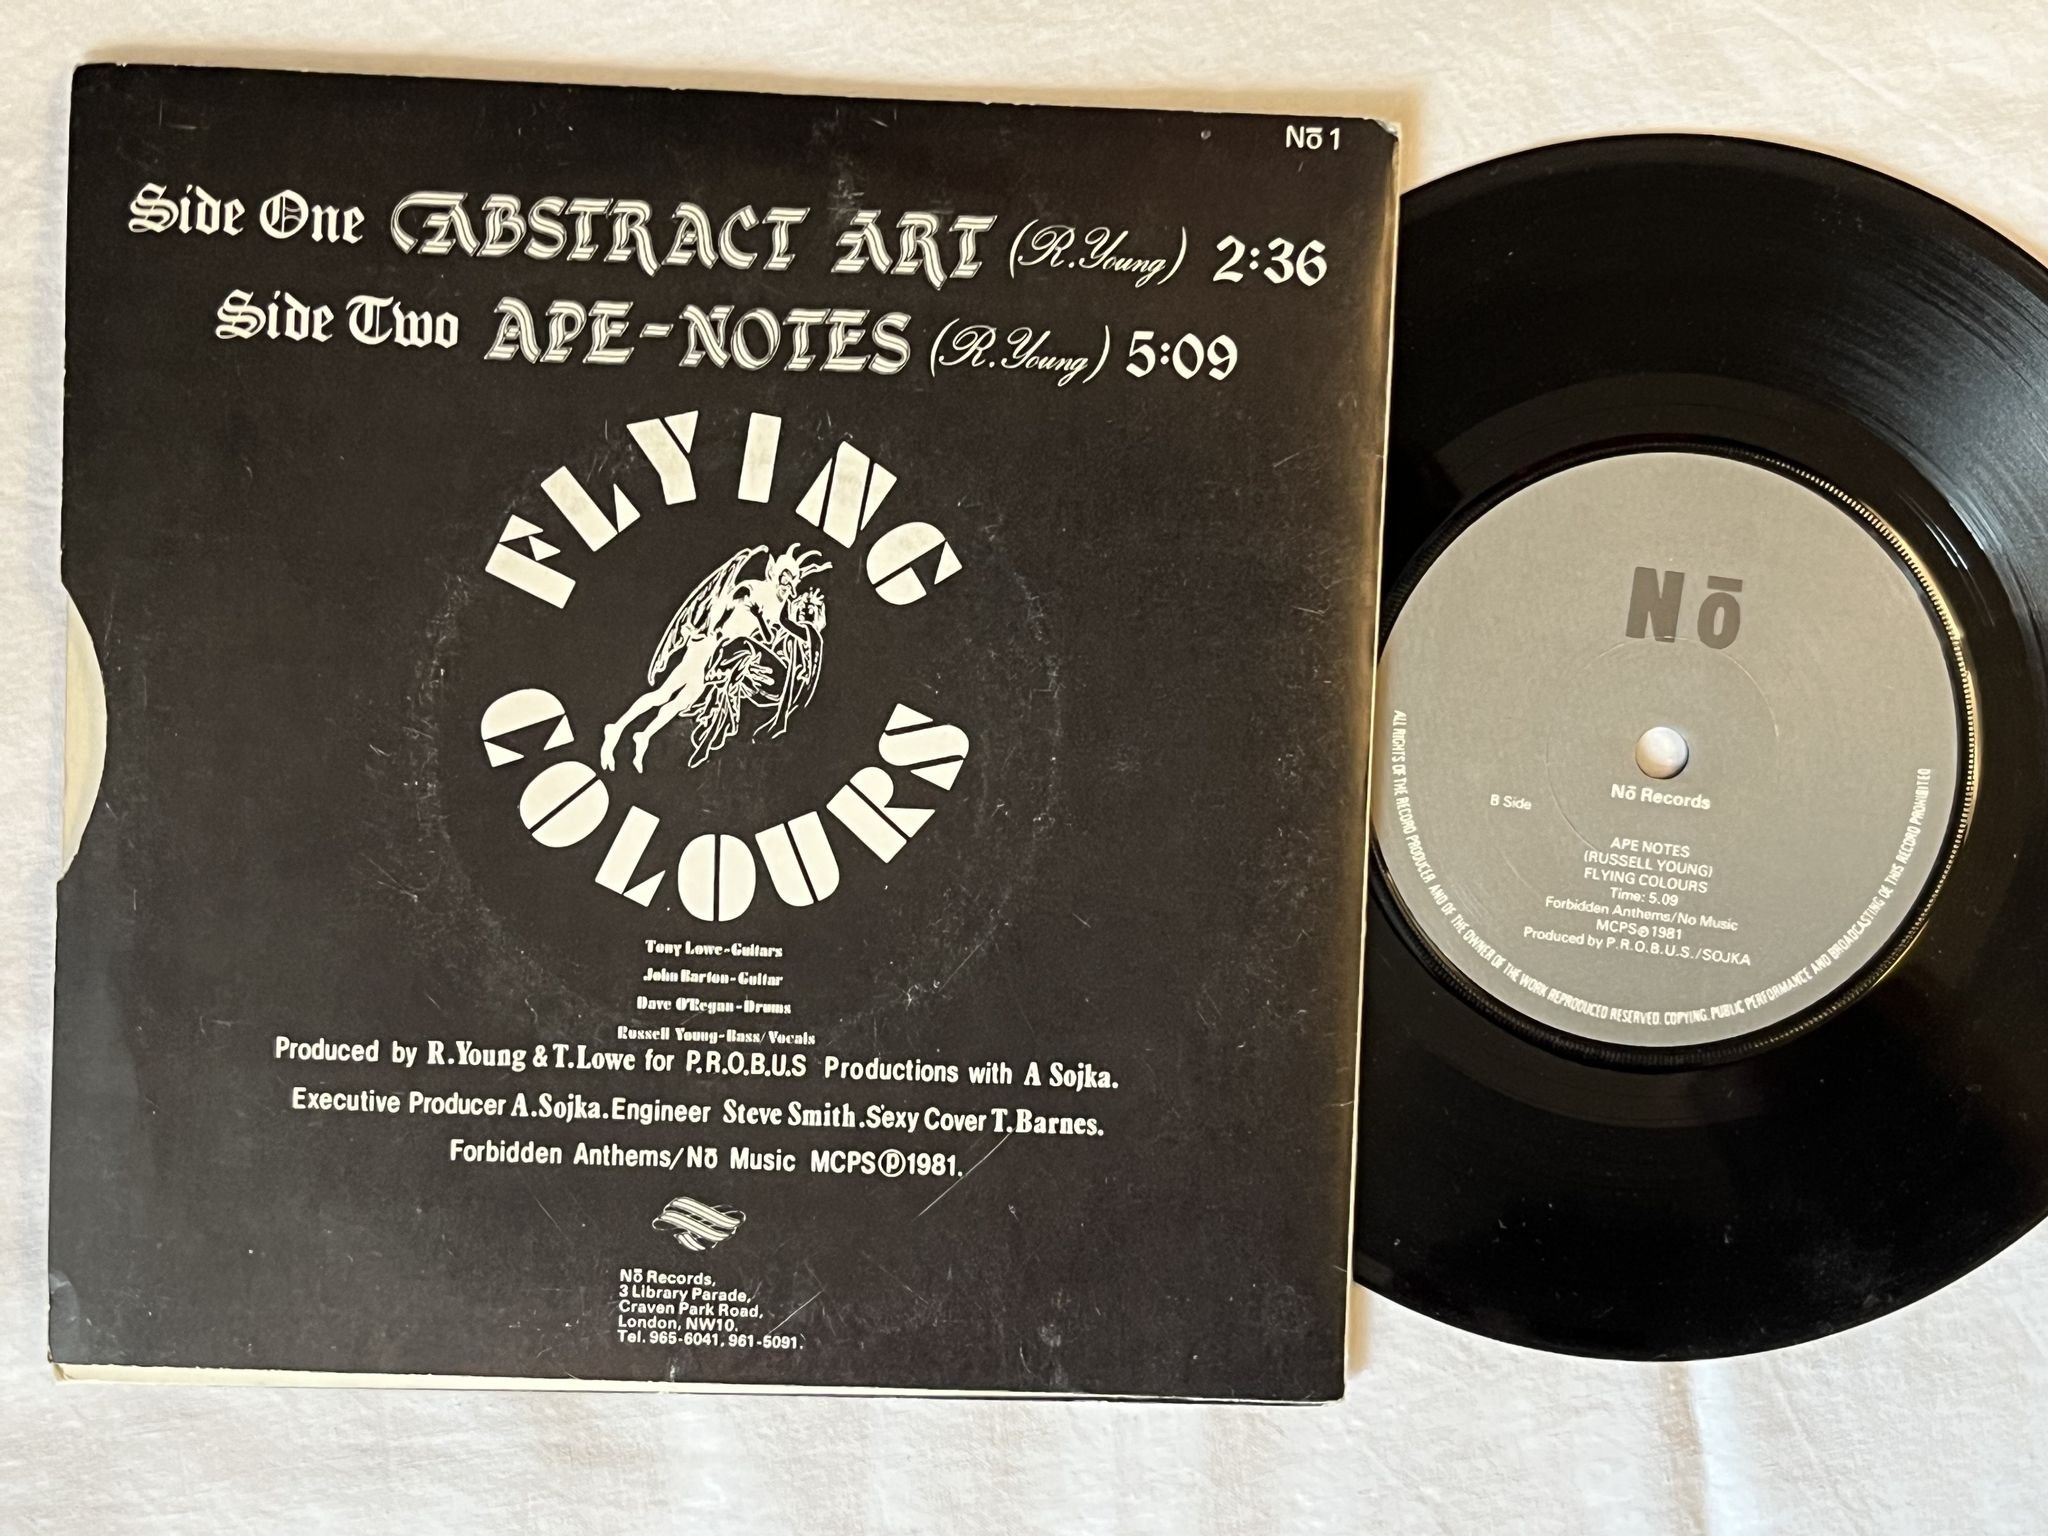 Nō 1
Side One ABSTRACT ART (R.Young) 2:36
Side Two APE-NOTES (R.Young) 5:09
FLYING
COLOURS
Tony Lowe-Guitars
John Barton-Guitar
Dave O'Regan-Drums
Russell Young-Bass/Vocals
Produced by R.Young & T.Lowe for P.R.O.B.U.S Productions with A Sojka.
Executive Producer A.Sojka.Engineer Steve Smith.Sexy Cover T.Barnes.
Forbidden Anthems/Nō Music MCPS℗1981.
Nō Records,
3 Library Parade,
Craven Park Road,
London, NW10.
Tel. 965-6041, 961-5091.
Nō
Nō Records
B Side
APE NOTES
(RUSSELL YOUNG)
FLYING COLOURS
Time: 5.09
Forbidden Anthems/No Music
MCPS℗1981
Produced by P.R.O.B.U.S./SOJKA
ALL RIGHTS OF THE RECORD PRODUCER AND OF THE OWNER OF THE WORK REPRODUCED RESERVED. COPYING, PUBLIC PERFORMANCE AND BROADCASTING OF THIS RECORD PROHIBITED